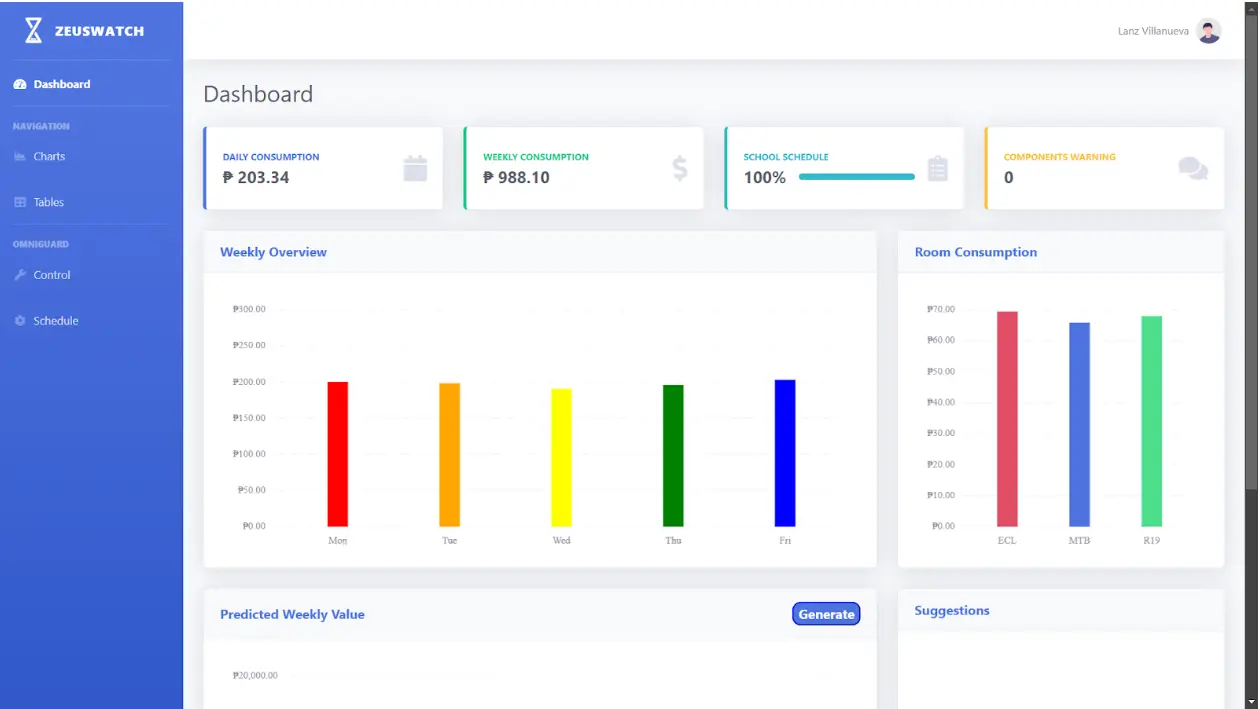 ZEUSWATCH
Lanz Villanueva
Dashboard
NAVIGATION
Charts
Tables
OMNIGUARD
Control
Schedule
Dashboard
DAILY CONSUMPTION
₱ 203.34
WEEKLY CONSUMPTION
₱ 988.10
SCHOOL SCHEDULE
100%
COMPONENTS WARNING
0
Weekly Overview
₱300.00
₱250.00
₱200.00
₱150.00
₱100.00
₱50.00
₱0.00
Mon Tue Wed Thu Fri
Room Consumption
₱70.00
₱60.00
₱50.00
₱40.00
₱30.00
₱20.00
₱10.00
₱0.00
ECL MTB R19
Predicted Weekly Value
Generate
₱20,000.00
Suggestions